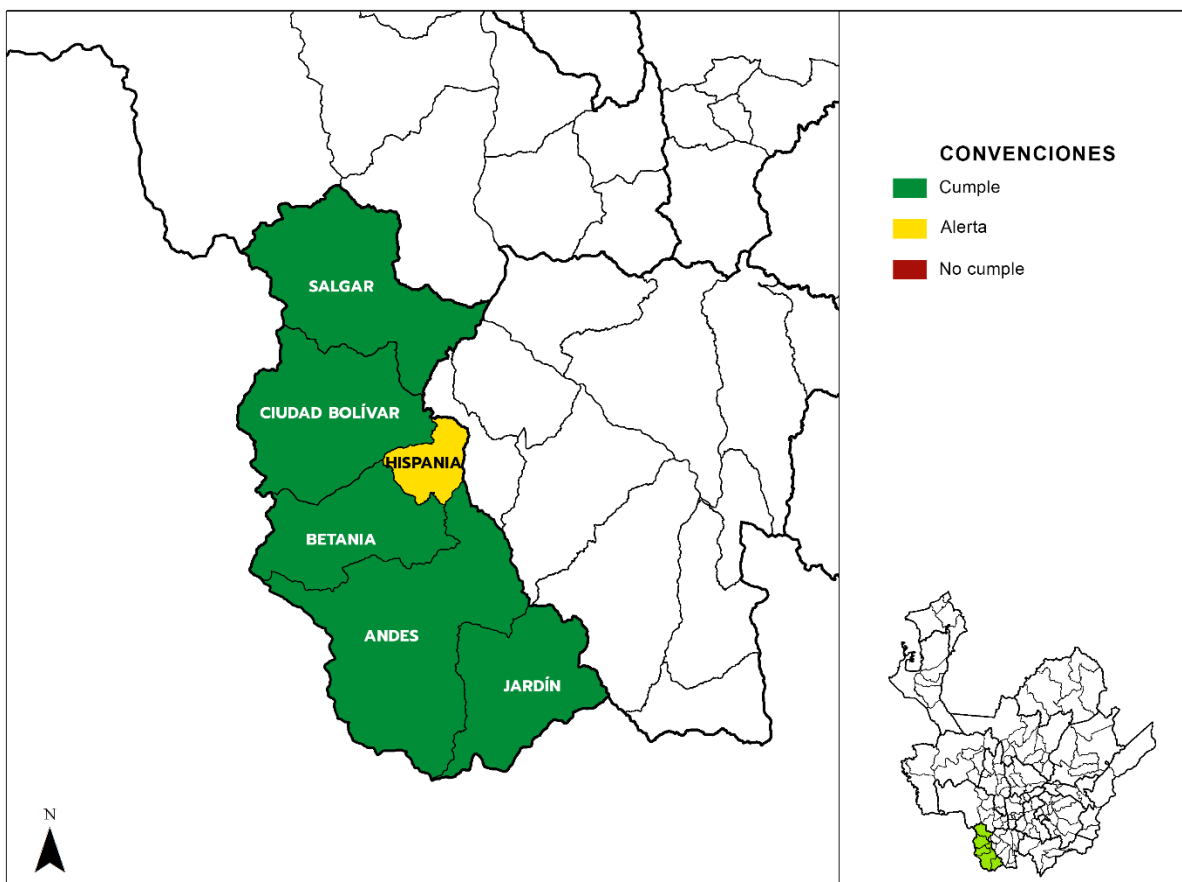 CONVENCIONES
Cumple
Alerta
No cumple
SALGAR
CIUDAD BOLÍVAR
HISPANIA
BETANIA
ANDES
JARDÍN
N